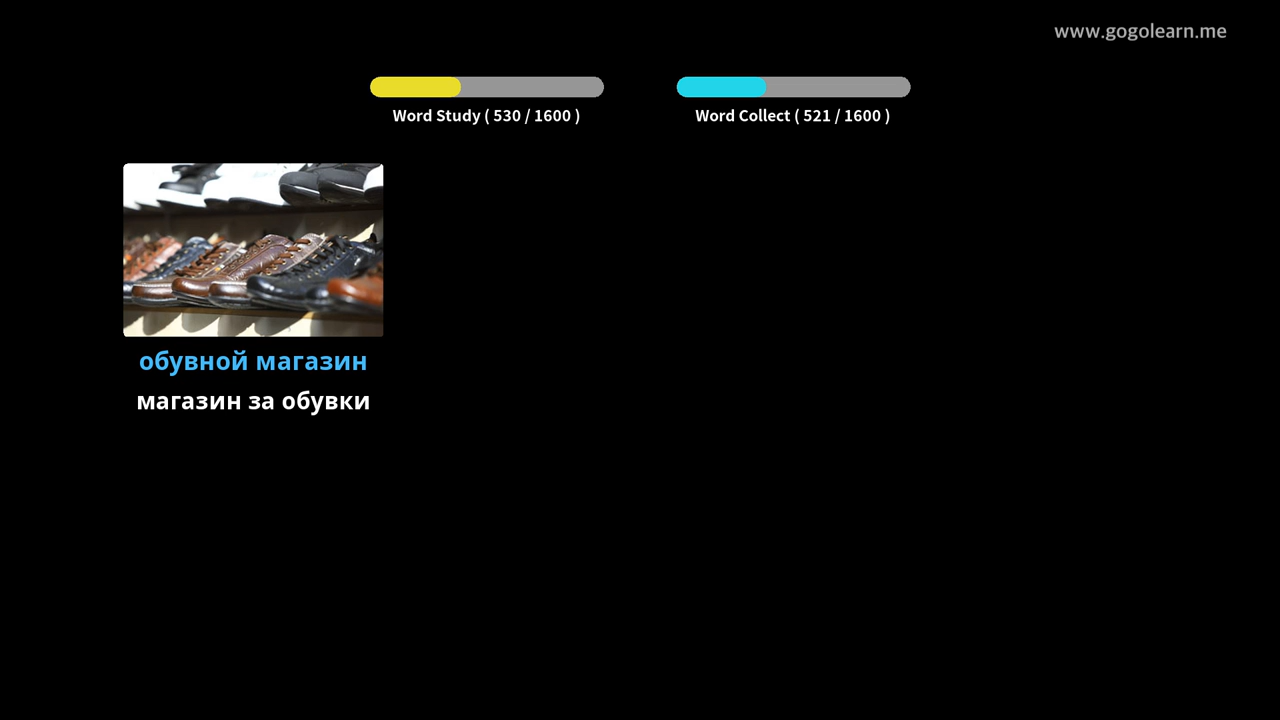 www.gogolearn.me
Word Study ( 530 / 1600 )
Word Collect ( 521 / 1600 )
обувной магазин
магазин за обувки